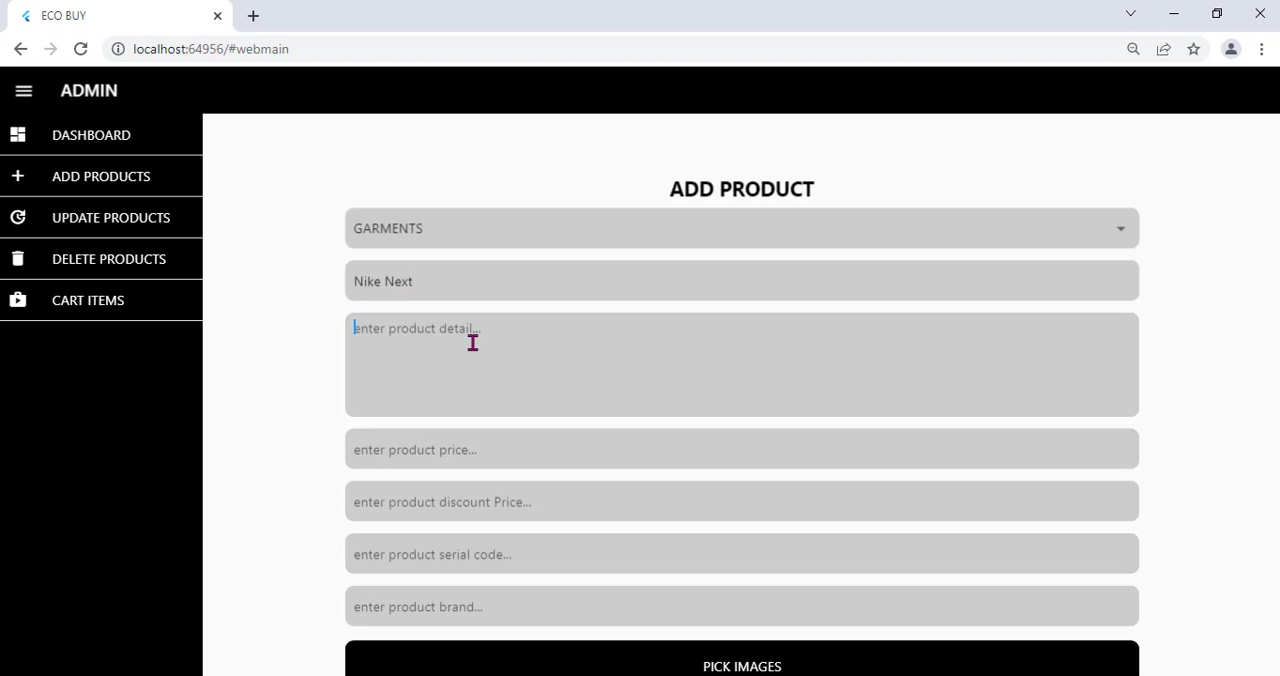 ECO BUY
localhost:64956/#webmain
ADMIN
DASHBOARD
ADD PRODUCTS
UPDATE PRODUCTS
DELETE PRODUCTS
CART ITEMS
ADD PRODUCT
GARMENTS
Nike Next
enter product detail...
enter product price...
enter product discount Price...
enter product serial code...
enter product brand...
PICK IMAGES